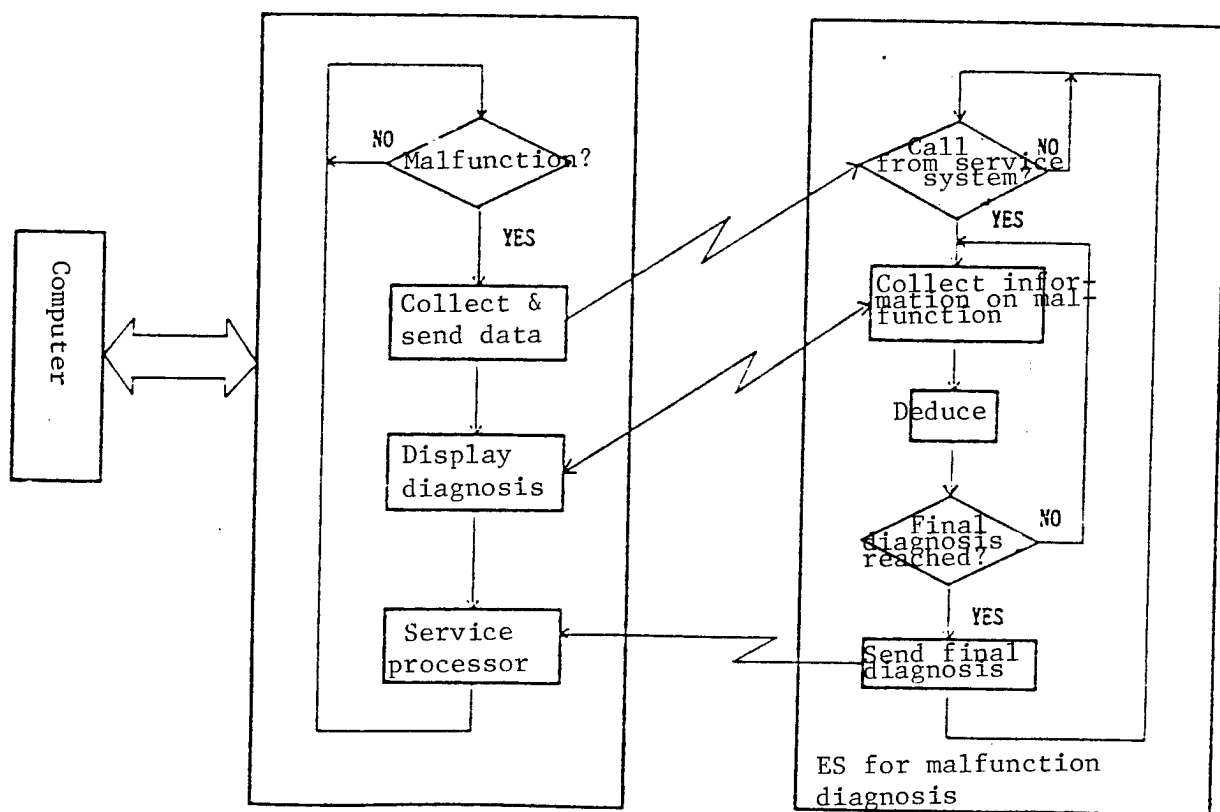 Computer
NO
Malfunction?
YES
Collect &
send data
Display
diagnosis
Service
processor
Call
from service
system?
NO
YES
Collect infor-
mation on mal-
function
Deduce
Final
diagnosis
reached?
NO
YES
Send final
diagnosis
ES for malfunction
diagnosis